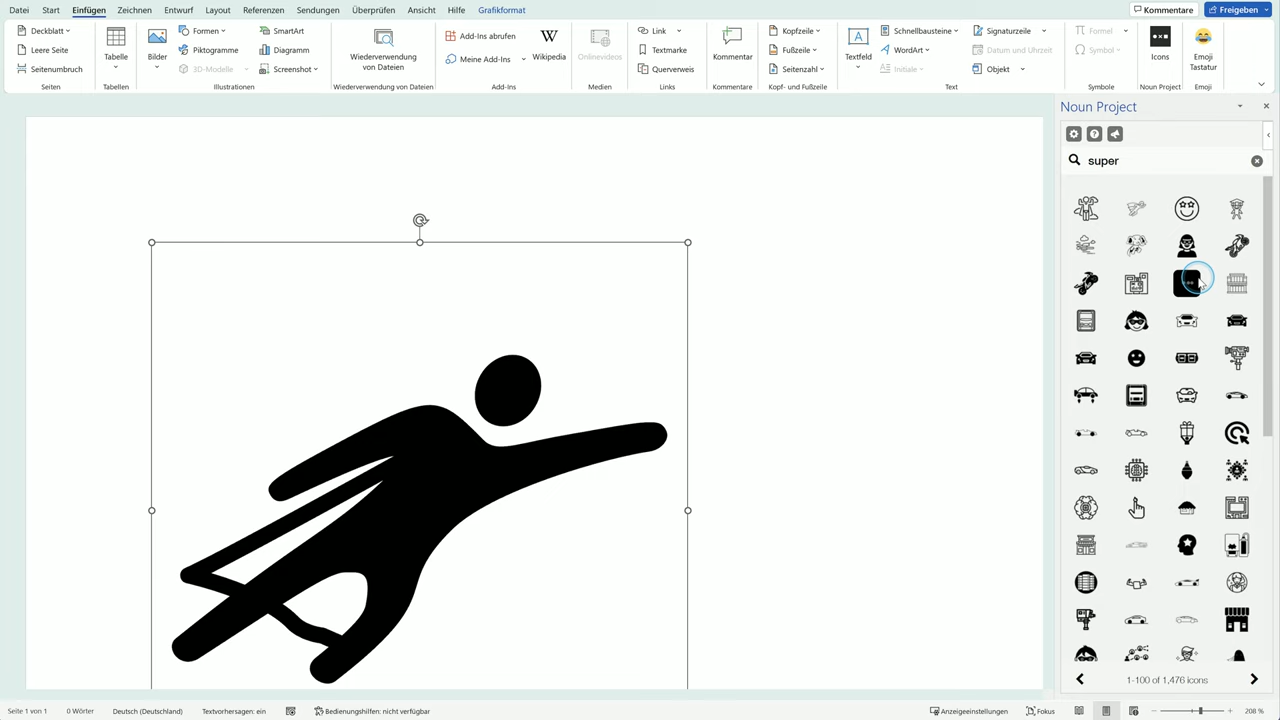 Datei Start Einfügen Zeichnen Entwurf Layout Referenzen Sendungen Überprüfen Ansicht Hilfe Grafikformat Kommentare Freigeben
Deckblatt
Leere Seite
Seitenumbruch
Seiten
Tabelle
Tabellen
Bilder
Formen
Piktogramme
3D-Modelle
SmartArt
Diagramm
Screenshot
Illustrationen
Wiederverwendung
von Dateien
Wiederverwendung von Dateien
Add-Ins abrufen
Meine Add-Ins
W
Wikipedia
Add-Ins
Onlinevideos
Medien
Link
Textmarke
Querverweis
Links
Kommentar
Kommentare
Kopfzeile
Fußzeile
Seitenzahl
Kopf- und Fußzeile
A
Textfeld
Schnellbausteine
WordArt
Initiale
Signaturzeile
Datum und Uhrzeit
Objekt
Text
Formel
Symbol
Symbole
Icons
Noun Project
Emoji
Tastatur
Emoji
Noun Project
super
1-100 of 1,476 icons
Seite 1 von 1 0 Wörter Deutsch (Deutschland) Textvorhersagen: ein Bedienungshilfen: nicht verfügbar Anzeigeeinstellungen Fokus 208 %